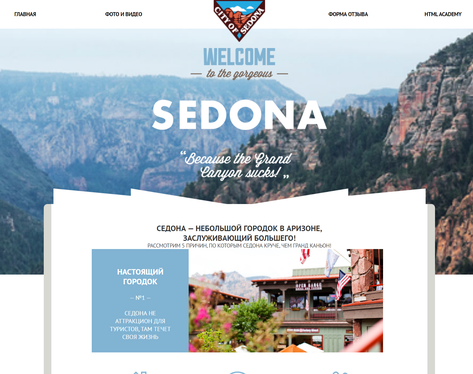 ГЛАВНАЯ ФОТО И ВИДЕО CITY OF SEDONA ФОРМА ОТЗЫВА HTML ACADEMY
WELCOME
to the gorgeous
SEDONA
“Because the Grand
Canyon sucks!„
СЕДОНА — НЕБОЛЬШОЙ ГОРОДОК В АРИЗОНЕ,
ЗАСЛУЖИВАЮЩИЙ БОЛЬШЕГО!
РАССМОТРИМ 5 ПРИЧИН, ПО КОТОРЫМ СЕДОНА КРУЧЕ, ЧЕМ ГРАНД КАНЬОН!
НАСТОЯЩИЙ
ГОРОДОК
– №1 –
СЕДОНА НЕ
АТТРАКЦИОН ДЛЯ
ТУРИСТОВ, ТАМ ТЕЧЕТ
СВОЯ ЖИЗНЬ